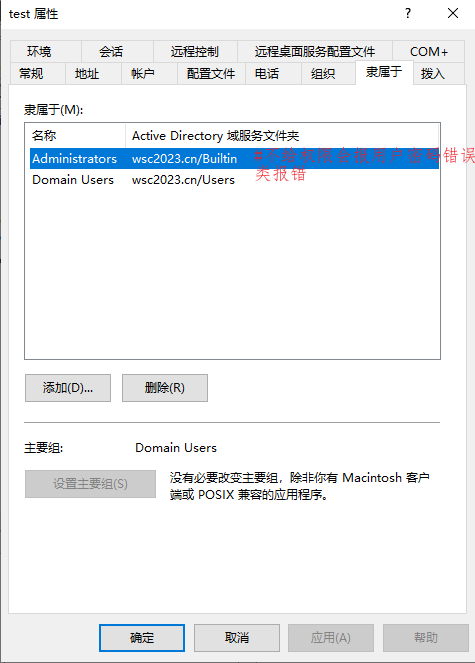 test 属性
环境 会话 远程控制 远程桌面服务配置文件 COM+
常规 地址 帐户 配置文件 电话 组织 隶属于 拨入
隶属于(M):
名称 Active Directory 域服务文件夹
Administrators wsc2023.cn/Builtin
错误
Domain Users wsc2023.cn/Users
类报错
添加(D)... 删除(R)
主要组: Domain Users
设置主要组(S) 没有必要改变主要组，除非你有 Macintosh 客户
端或 POSIX 兼容的应用程序。
确定 取消 应用(A) 帮助